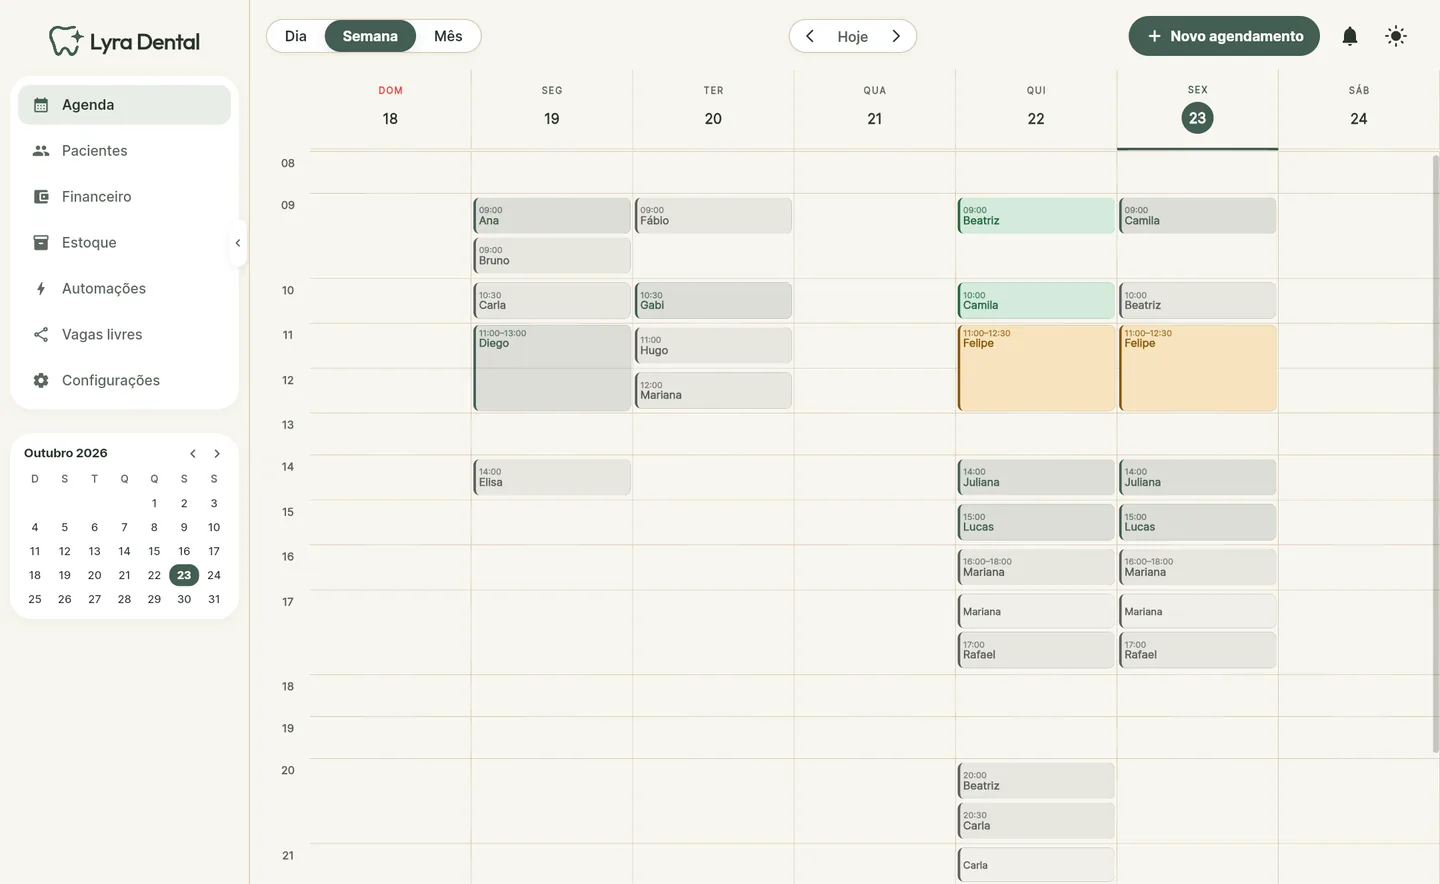 Lyra Dental
Agenda
Pacientes
Financeiro
Estoque
Automações
Vagas livres
Configurações
Outubro 2026
D S T Q Q S S
1 2 3
4 5 6 7 8 9 10
11 12 13 14 15 16 17
18 19 20 21 22 23 24
25 26 27 28 29 30 31
Dia Semana Mês
Hoje
+ Novo agendamento
DOM SEG TER QUA QUI SEX SÁB
18 19 20 21 22 23 24
08
09
09:00
Ana
09:00
Fábio
09:00
Beatriz
09:00
Camila
09:00
Bruno
10
10:30
Carla
10:30
Gabi
10:00
Camila
10:00
Beatriz
11
11:00–13:00
Diego
11:00
Hugo
11:00–12:30
Felipe
11:00–12:30
Felipe
12
12:00
Mariana
13
14
14:00
Elisa
14:00
Juliana
14:00
Juliana
15
15:00
Lucas
15:00
Lucas
16
16:00–18:00
Mariana
16:00–18:00
Mariana
17
Mariana
Mariana
17:00
Rafael
17:00
Rafael
18
19
20
20:00
Beatriz
20:30
Carla
21
Carla